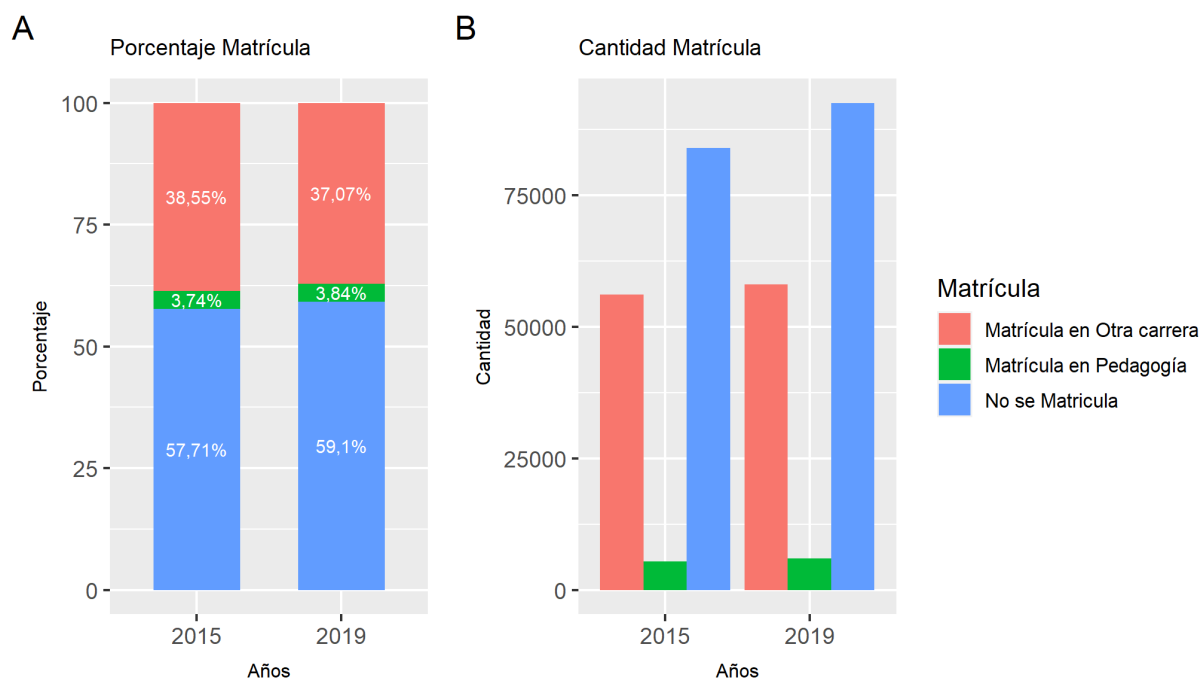 A
Porcentaje Matrícula
100
75
50
25
0
Porcentaje
38,55%
37,07%
3,74%
3,84%
57,71%
59,1%
2015
2019
Años
B
Cantidad Matrícula
75000
50000
25000
0
Cantidad
2015
2019
Años
Matrícula
Matrícula en Otra carrera
Matrícula en Pedagogía
No se Matricula